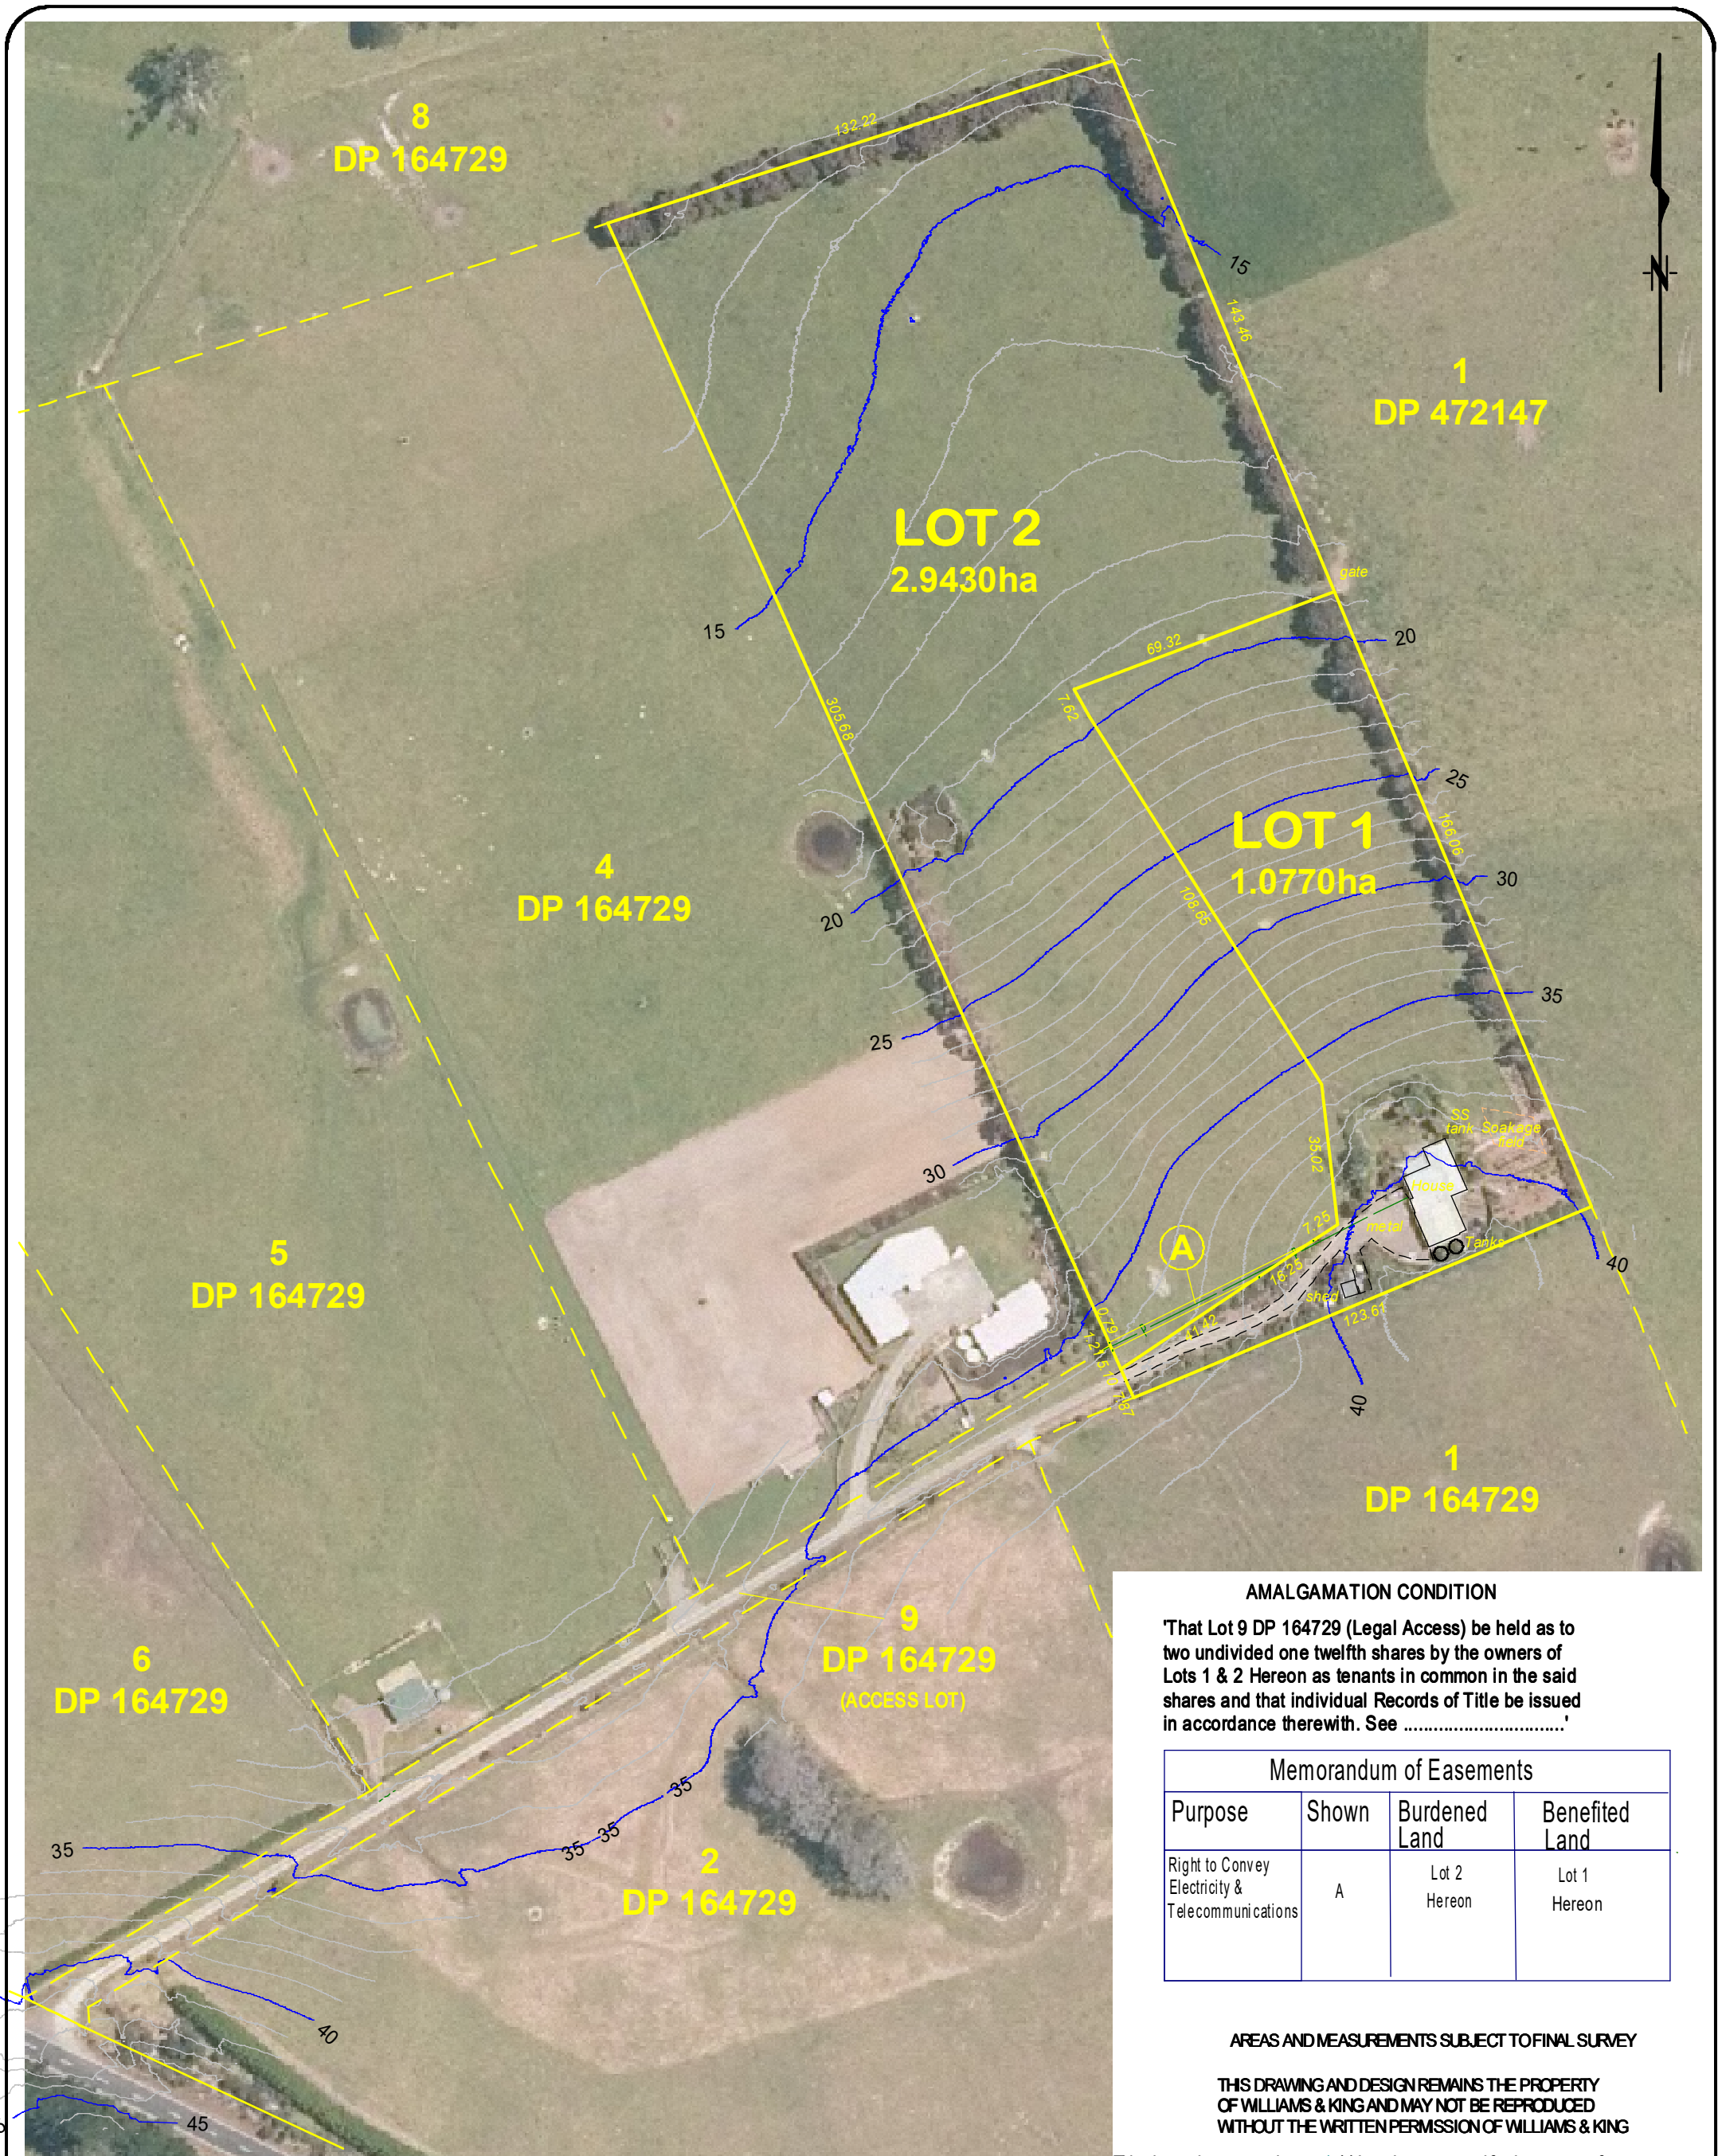 8
DP 164729
132.22
N
15
143.46
1
DP 472147
LOT 2
2.9430ha
gate
15
69.32
20
7.62
305.68
25
LOT 1
1.0770ha
166.06
30
4
DP 164729
108.65
20
35
25
SS
tank
Soakage
field
35.02
30
House
7.25
metal
A
Tanks
5
DP 164729
16.25
40
shed
0.79
123.61
41.42
7.87
40
1
DP 164729
9
DP 164729
(ACCESS LOT)
6
DP 164729
35
35
35
35
2
DP 164729
40
45
AMALGAMATION CONDITION
'That Lot 9 DP 164729 (Legal Access) be held as to
two undivided one twelfth shares by the owners of
Lots 1 & 2 Hereon as tenants in common in the said
shares and that individual Records of Title be issued
in accordance therewith. See ................................'
Memorandum of Easements
Purpose Shown Burdened Land Benefited Land
Right to Convey
Electricity &
Telecommunications
A
Lot 2
Hereon
Lot 1
Hereon
AREAS AND MEASUREMENTS SUBJECT TO FINAL SURVEY
THIS DRAWING AND DESIGN REMAINS THE PROPERTY
OF WILLIAMS & KING AND MAY NOT BE REPRODUCED
WITHOUT THE WRITTEN PERMISSION OF WILLIAMS & KING